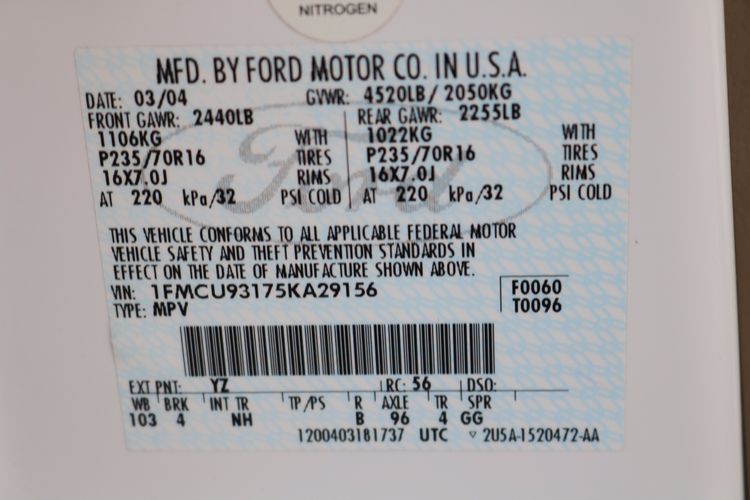 NITROGEN
MFD. BY FORD MOTOR CO. IN U.S.A.
DATE: 03/04 GVWR: 4520LB/ 2050KG
FRONT GAWR: 2440LB REAR GAWR: 2255LB
1106KG WITH 1022KG WITH
P235/70R16 TIRES P235/70R16 TIRES
16X7.0J RIMS 16X7.0J RIMS
AT 220 kPa/32 PSI COLD AT 220 kPa/32 PSI COLD
Ford
THIS VEHICLE CONFORMS TO ALL APPLICABLE FEDERAL MOTOR
VEHICLE SAFETY AND THEFT PREVENTION STANDARDS IN
EFFECT ON THE DATE OF MANUFACTURE SHOWN ABOVE.
VIN: 1FMCU93175KA29156 F0060
TYPE: MPV T0096
EXT PNT: YZ RC: 56 DSO:
WB BRK INT TR TP/PS R AXLE TR SPR
103 4 NH B 96 4 GG
1200403181737 UTC ▽ 2U5A-1520472-AA